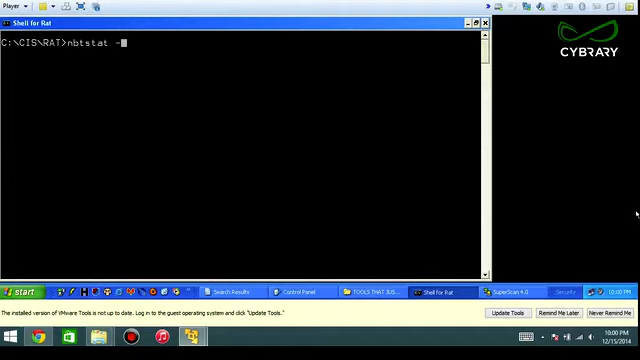 Player
Shell for Rat
CYBRARY
C:\CIS\RAT>nbtstat -
start
Search Results
Control Panel
TOOLS THAT JUS...
Shell for Rat
SuperScan 4.0
Security
10:00 PM
The installed version of VMware Tools is not up to date. Log in to the guest operating system and click "Update Tools."
Update Tools
Remind Me Later
Never Remind Me
10:00 PM
12/15/2014